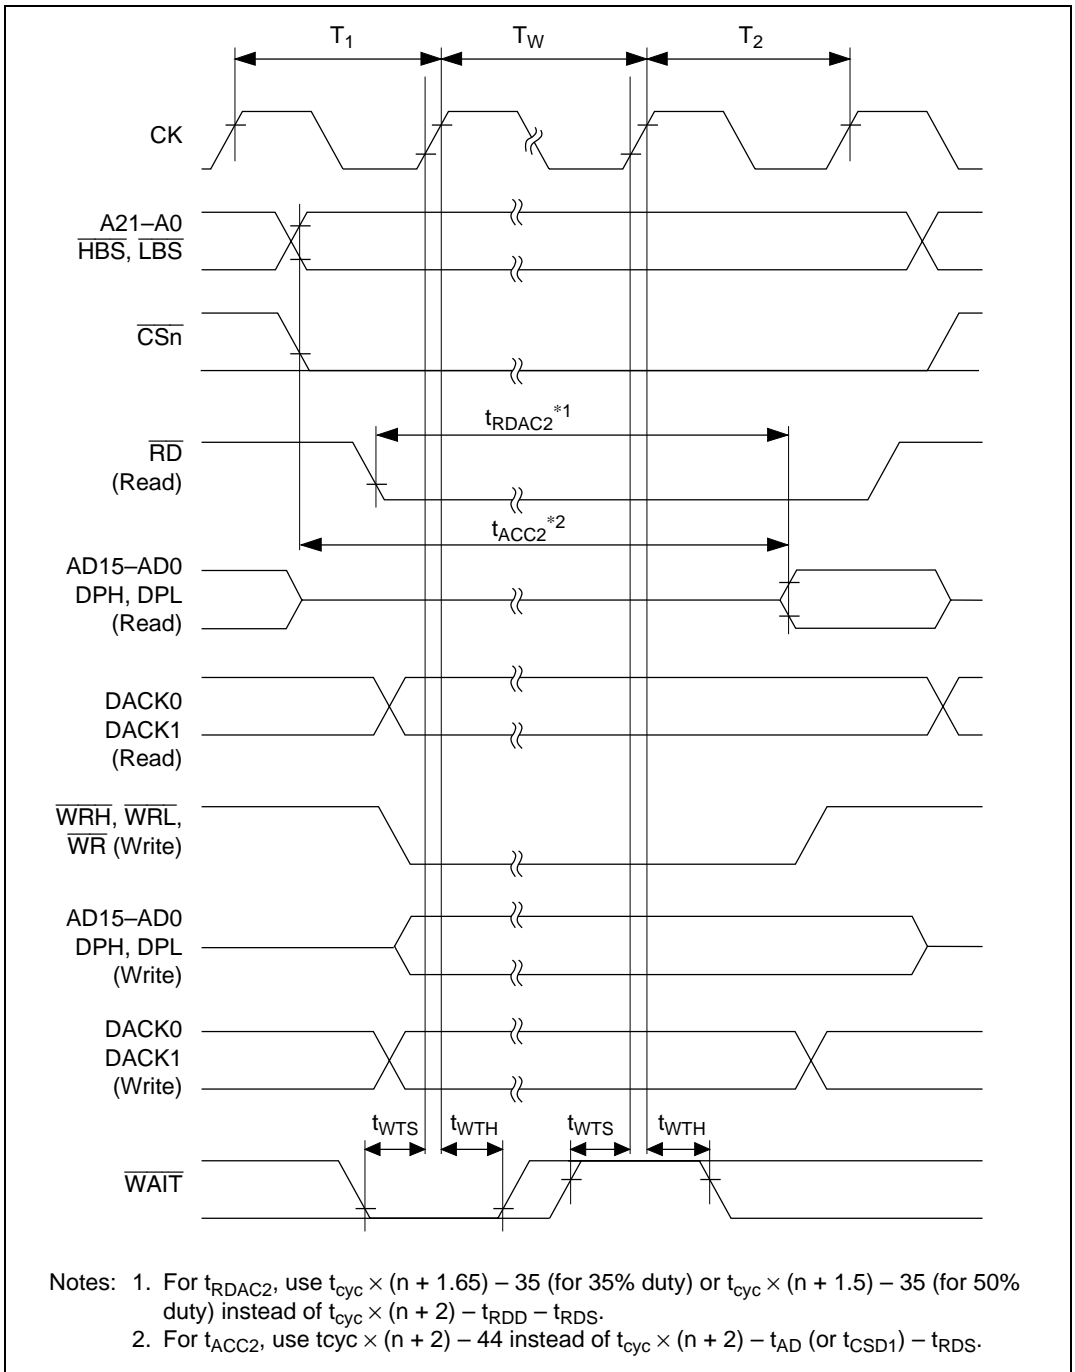 T1 TW T2
CK
A21–A0
HBS, LBS
CSn
tRDAC2*1
RD
(Read)
tACC2*2
AD15–AD0
DPH, DPL
(Read)
DACK0
DACK1
(Read)
WRH, WRL,
WR (Write)
AD15–AD0
DPH, DPL
(Write)
DACK0
DACK1
(Write)
tWTS tWTH tWTS tWTH
WAIT
Notes: 1. For tRDAC2, use tcyc × (n + 1.65) – 35 (for 35% duty) or tcyc × (n + 1.5) – 35 (for 50%
duty) instead of tcyc × (n + 2) – tRDD – tRDS.
2. For tACC2, use tcyc × (n + 2) – 44 instead of tcyc × (n + 2) – tAD (or tCSD1) – tRDS.